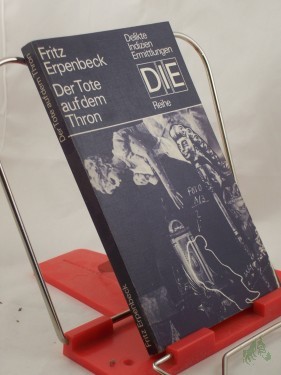 Fritz
Erpenbeck
Der Tote
auf dem
Thron
Delikte
Indizien
Ermittlungen
DIE
Reihe
Der Tote auf dem Thron
Fritz Erpenbeck